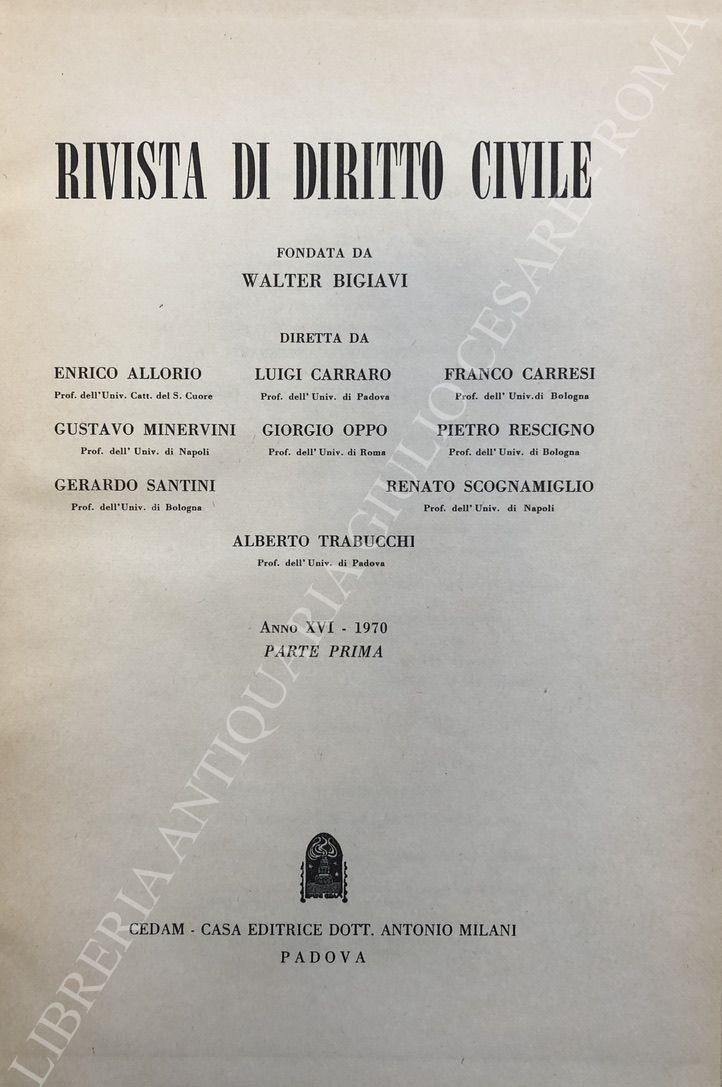 RIVISTA DI DIRITTO CIVILE
FONDATA DA
WALTER BIGIAVI
DIRETTA DA
ENRICO ALLORIO LUIGI CARRARO FRANCO CARRESI
Prof. dell'Univ. Catt. del S. Cuore Prof. dell' Univ. di Padova Prof. dell' Univ.di Bologna
GUSTAVO MINERVINI GIORGIO OPPO PIETRO RESCIGNO
Prof. dell' Univ. di Napoli Prof. dell' Univ. di Roma Prof. dell' Univ. di Bologna
GERARDO SANTINI RENATO SCOGNAMIGLIO
Prof. dell'Univ. di Bologna Prof. dell' Univ. di Napoli
ALBERTO TRABUCCHI
Prof. dell' Univ. di Padova
ANNO XVI - 1970
PARTE PRIMA
CEDAM - CASA EDITRICE DOTT. ANTONIO MILANI
PADOVA
LIBRERIA ANTIQUARIA GIULIO CESARE - ROMA